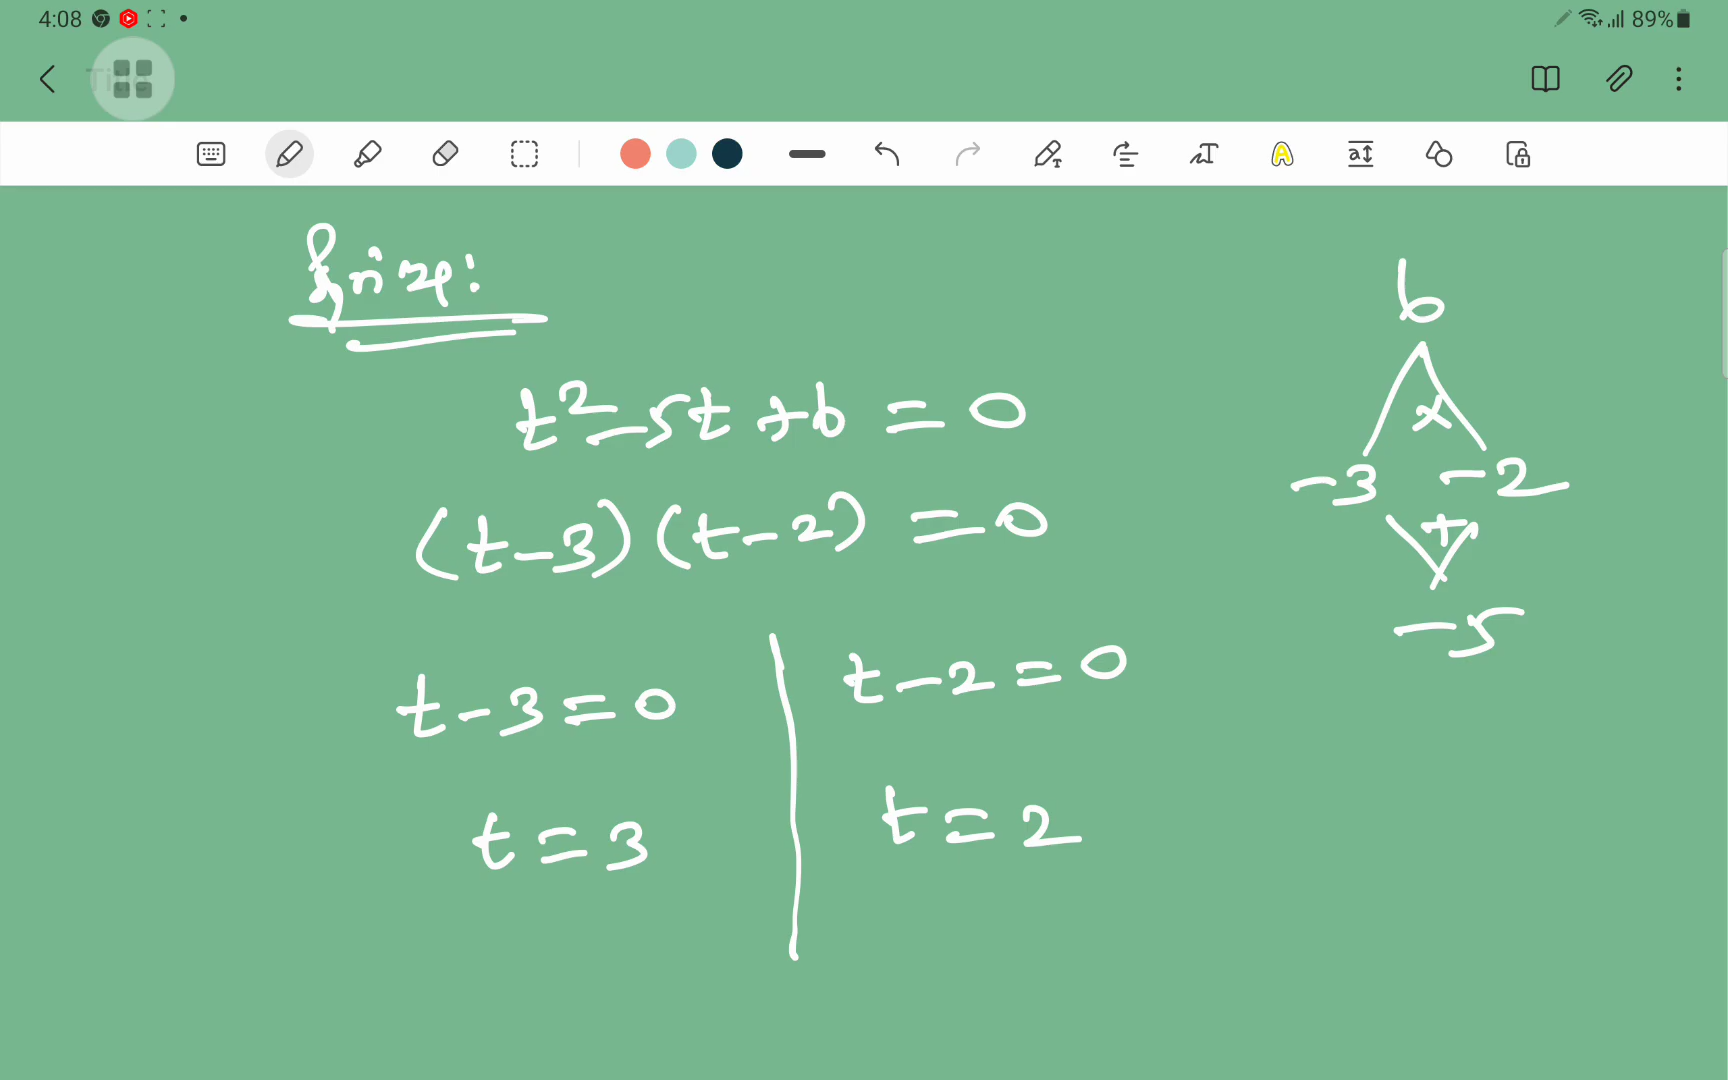 4:08
89%
தீர்வு:
t² - 5t + 6 = 0
(t-3)(t-2) = 0
t-3=0
t=3
t-2=0
t=2
6
×
-3 -2
+
-5